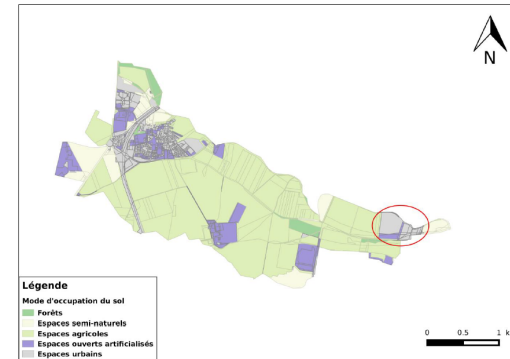 N
Légende
Mode d'occupation du sol
Forêts
Espaces semi-naturels
Espaces agricoles
Espaces ouverts artificialisés
Espaces urbains
0 0.5 1 k